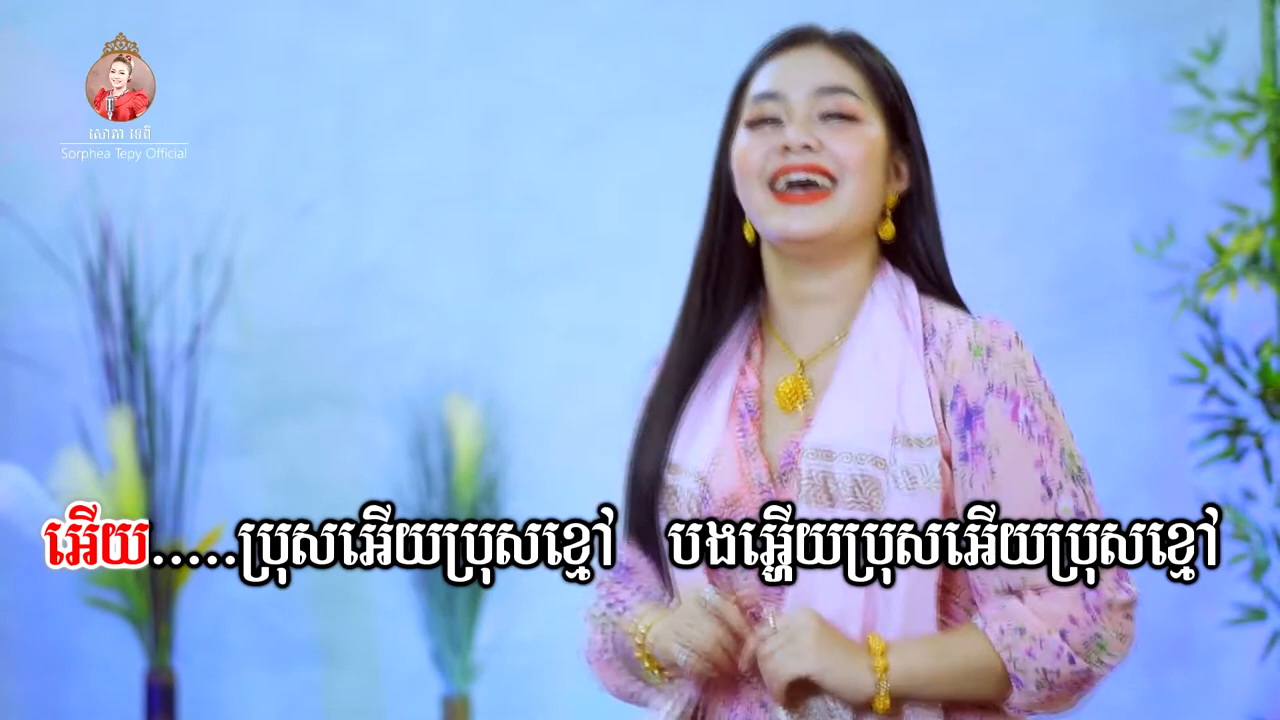 សោភា ទេពី
Sorphea Tepy Official
អើយ.....ប្រុសអើយប្រុសខ្មៅ បងអ្ហើយប្រុសអើយប្រុសខ្មៅ